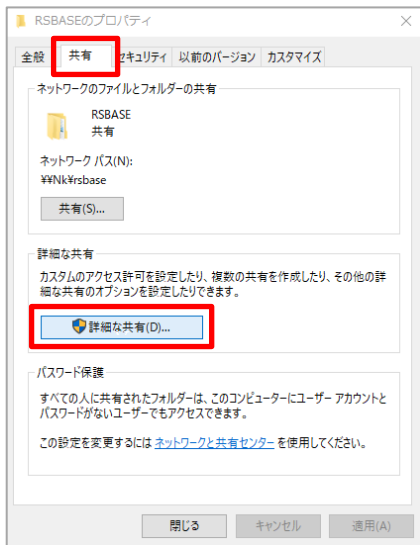 RSBASEのプロパティ
全般 共有 セキュリティ 以前のバージョン カスタマイズ
ネットワークのファイルとフォルダーの共有
RSBASE
共有
ネットワーク パス(N):
¥¥Nk¥rsbase
共有(S)...
詳細な共有
カスタムのアクセス許可を設定したり、複数の共有を作成したり、その他の詳
細な共有のオプションを設定したりできます。
詳細な共有(D)...
パスワード保護
すべての人に共有されたフォルダーは、このコンピューターにユーザー アカウントと
パスワードがないユーザーでもアクセスできます。
この設定を変更するには ネットワークと共有センター を使用してください。
閉じる キャンセル 適用(A)